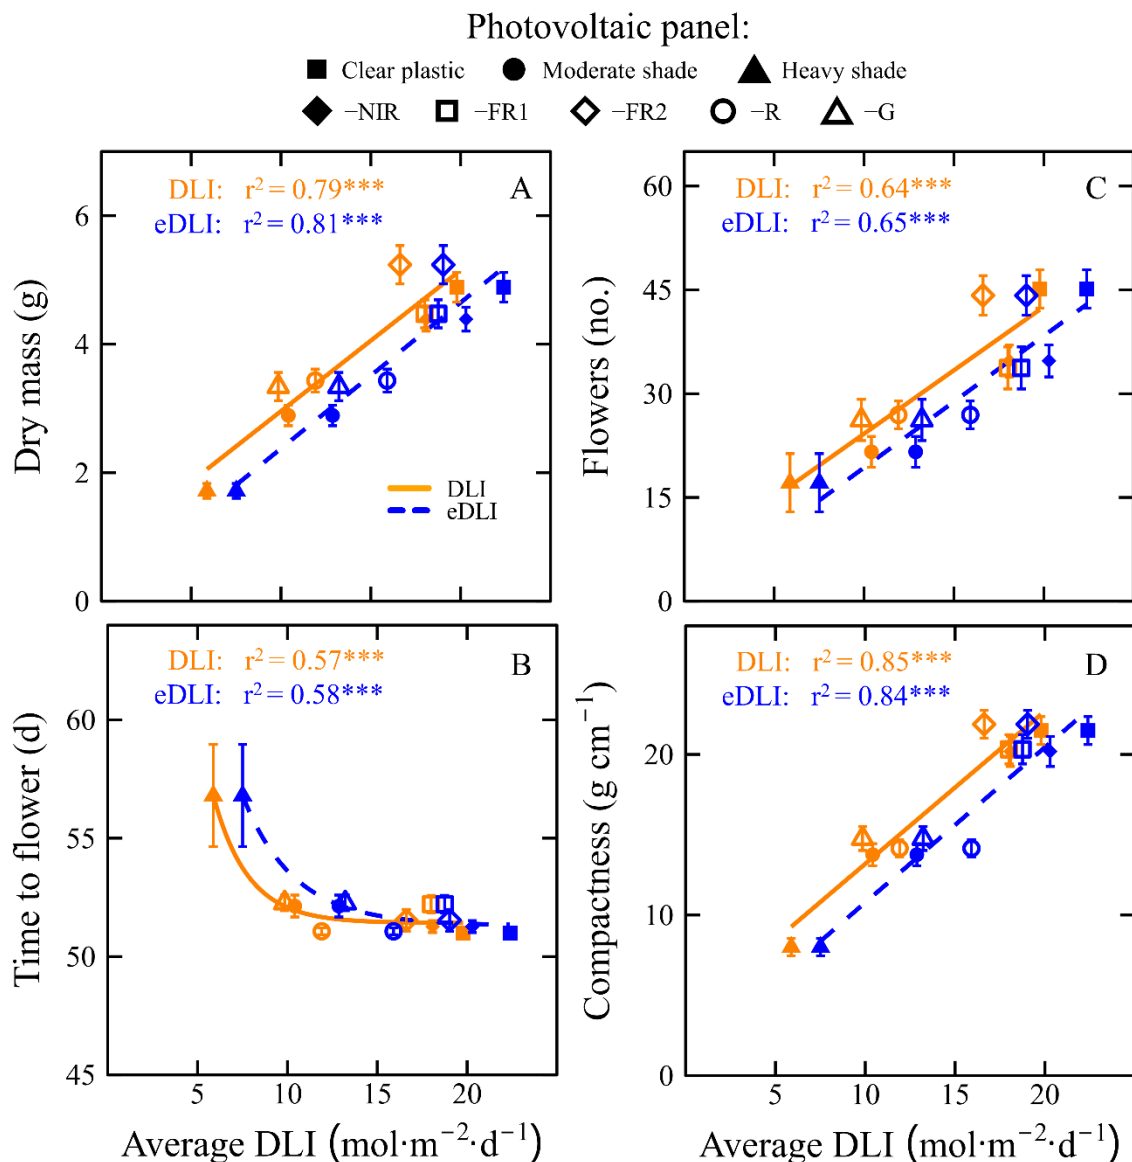 Photovoltaic panel:
Clear plastic Moderate shade Heavy shade
−NIR −FR1 −FR2 −R −G
DLI: r² = 0.79***
eDLI: r² = 0.81***
A
Dry mass (g)
6
4
2
0
DLI
eDLI
DLI: r² = 0.64***
eDLI: r² = 0.65***
C
Flowers (no.)
60
45
30
15
0
DLI: r² = 0.57***
eDLI: r² = 0.58***
B
Time to flower (d)
60
55
50
45
5 10 15 20
Average DLI (mol·m⁻²·d⁻¹)
DLI: r² = 0.85***
eDLI: r² = 0.84***
D
Compactness (g cm⁻¹)
20
10
0
5 10 15 20
Average DLI (mol·m⁻²·d⁻¹)